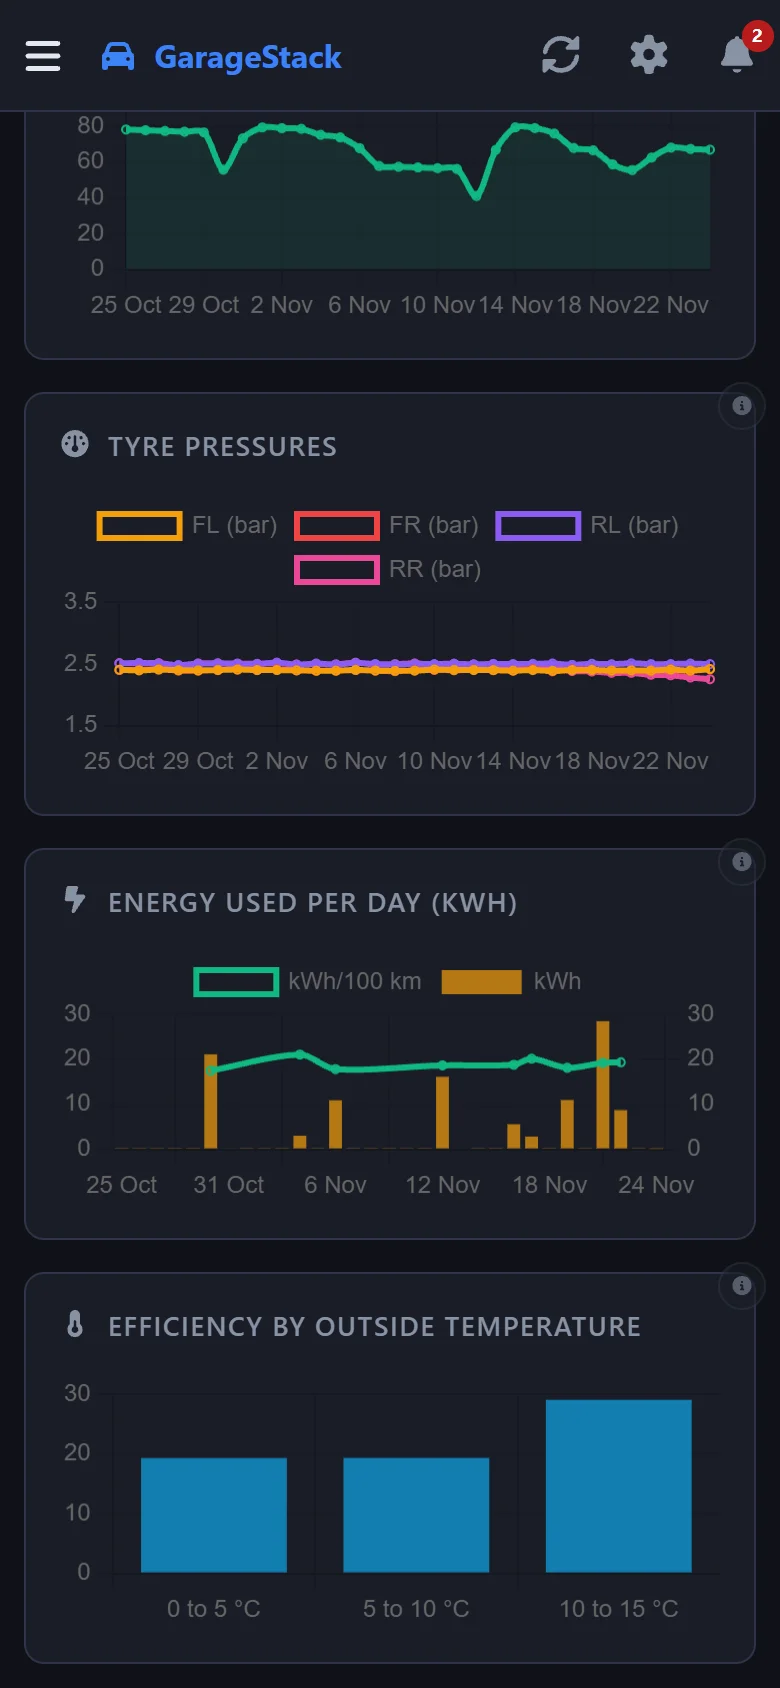 GarageStack
2
80
60
40
20
0
25 Oct 29 Oct 2 Nov 6 Nov 10 Nov 14 Nov 18 Nov 22 Nov
TYRE PRESSURES
FL (bar) FR (bar) RL (bar)
RR (bar)
3.5
2.5
1.5
25 Oct 29 Oct 2 Nov 6 Nov 10 Nov 14 Nov 18 Nov 22 Nov
ENERGY USED PER DAY (KWH)
kWh/100 km kWh
30 30
20 20
10 10
0 0
25 Oct 31 Oct 6 Nov 12 Nov 18 Nov 24 Nov
EFFICIENCY BY OUTSIDE TEMPERATURE
30
20
10
0
0 to 5 °C 5 to 10 °C 10 to 15 °C